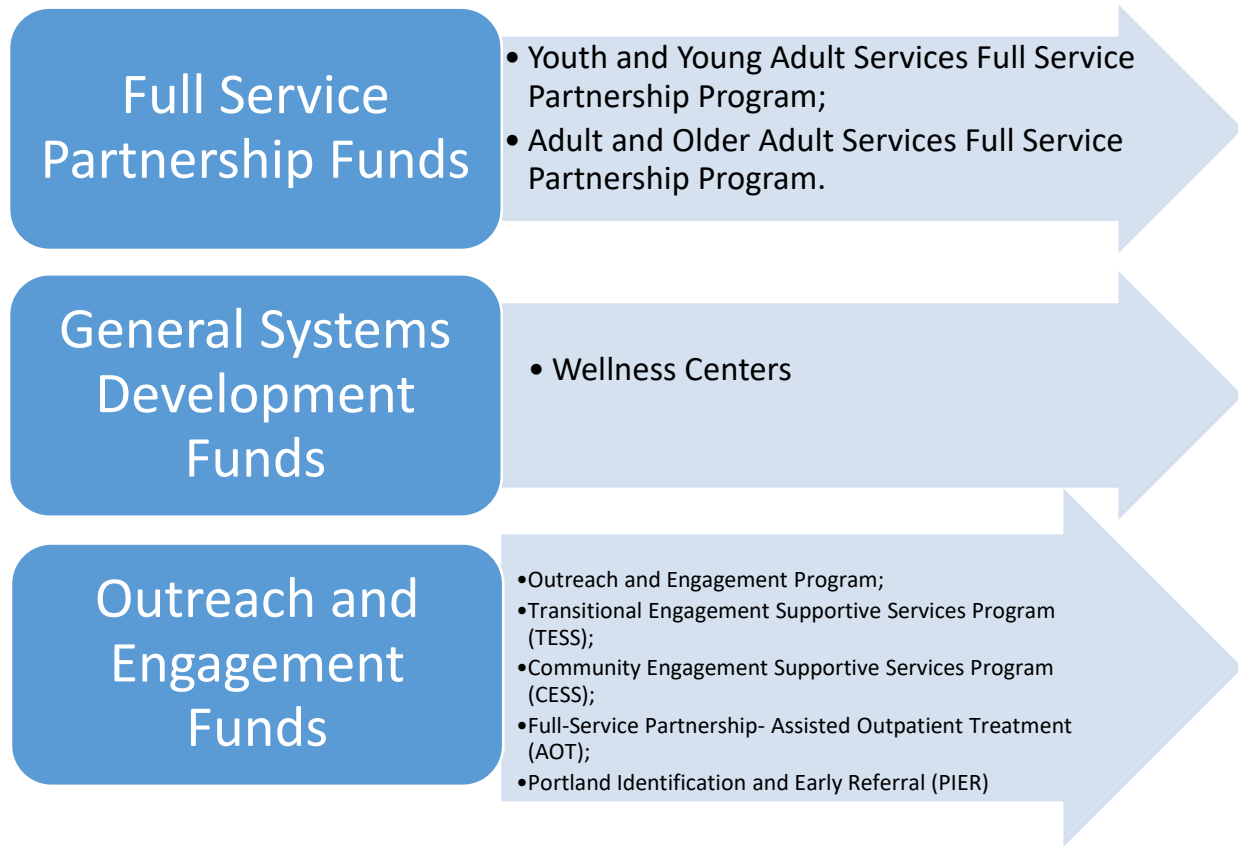 Full Service
Partnership Funds
• Youth and Young Adult Services Full Service
Partnership Program;
• Adult and Older Adult Services Full Service
Partnership Program.
General Systems
Development
Funds
• Wellness Centers
Outreach and
Engagement
Funds
•Outreach and Engagement Program;
•Transitional Engagement Supportive Services Program
(TESS);
•Community Engagement Supportive Services Program
(CESS);
•Full-Service Partnership- Assisted Outpatient Treatment
(AOT);
•Portland Identification and Early Referral (PIER)